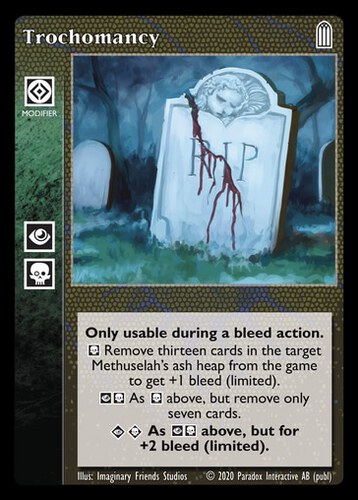 Trochomancy
MODIFIER
RIP
Only usable during a bleed action.
Remove thirteen cards in the target
Methuselah's ash heap from the game
to get +1 bleed (limited).
As above, but remove only
seven cards.
As above, but for
+2 bleed (limited).
Illus: Imaginary Friends Studios © 2020 Paradox Interactive AB (publ)